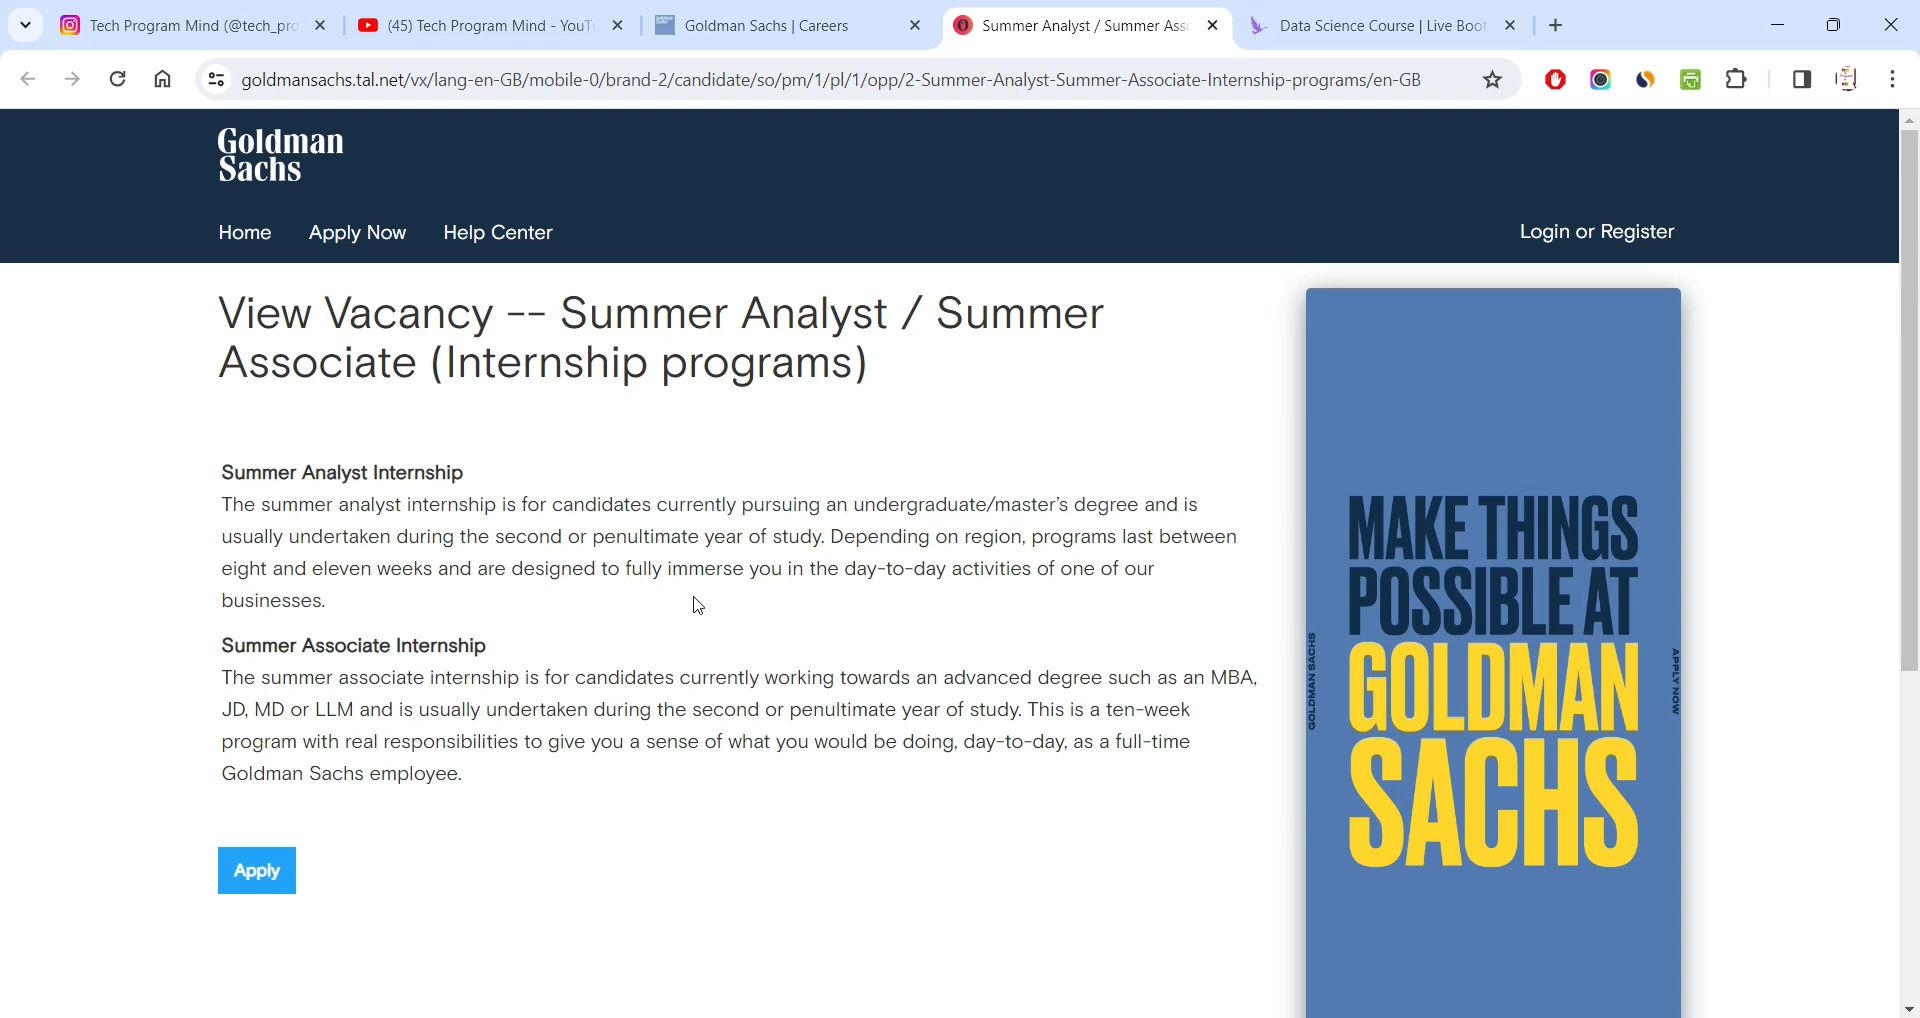 Tech Program Mind (@tech_pro
(45) Tech Program Mind - YouT
Goldman Sachs | Careers
Summer Analyst / Summer Asso
Data Science Course | Live Boot
goldmansachs.tal.net/vx/lang-en-GB/mobile-0/brand-2/candidate/so/pm/1/pl/1/opp/2-Summer-Analyst-Summer-Associate-Internship-programs/en-GB
Goldman
Sachs
Home Apply Now Help Center
Login or Register
View Vacancy -- Summer Analyst / Summer
Associate (Internship programs)
Summer Analyst Internship
The summer analyst internship is for candidates currently pursuing an undergraduate/master's degree and is
usually undertaken during the second or penultimate year of study. Depending on region, programs last between
eight and eleven weeks and are designed to fully immerse you in the day-to-day activities of one of our
businesses.
Summer Associate Internship
The summer associate internship is for candidates currently working towards an advanced degree such as an MBA,
JD, MD or LLM and is usually undertaken during the second or penultimate year of study. This is a ten-week
program with real responsibilities to give you a sense of what you would be doing, day-to-day, as a full-time
Goldman Sachs employee.
Apply
MAKE THINGS
POSSIBLE AT
GOLDMAN
SACHS
GOLDMAN SACHS
APPLY NOW